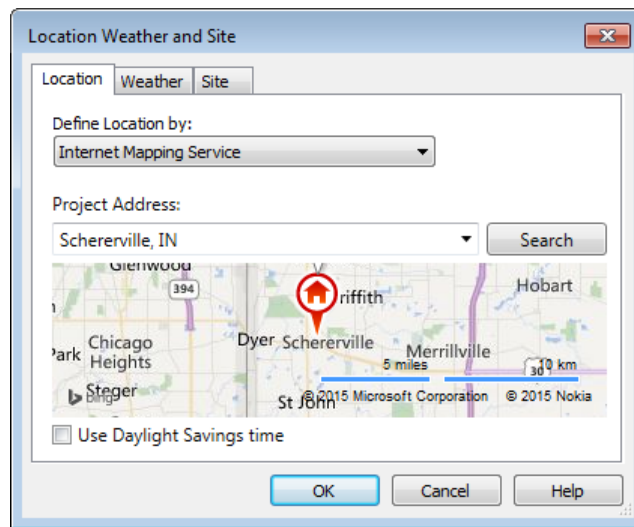 Location Weather and Site
Location Weather Site
Define Location by:
Internet Mapping Service
Project Address:
Schererville, IN Search
Glenwood
394
riffith
Hobart
Park
Chicago Heights
Dyer
Schererville
Merrillville
5 miles
30
10 km
Steger
bing
St John
© 2015 Microsoft Corporation © 2015 Nokia
Use Daylight Savings time
OK Cancel Help